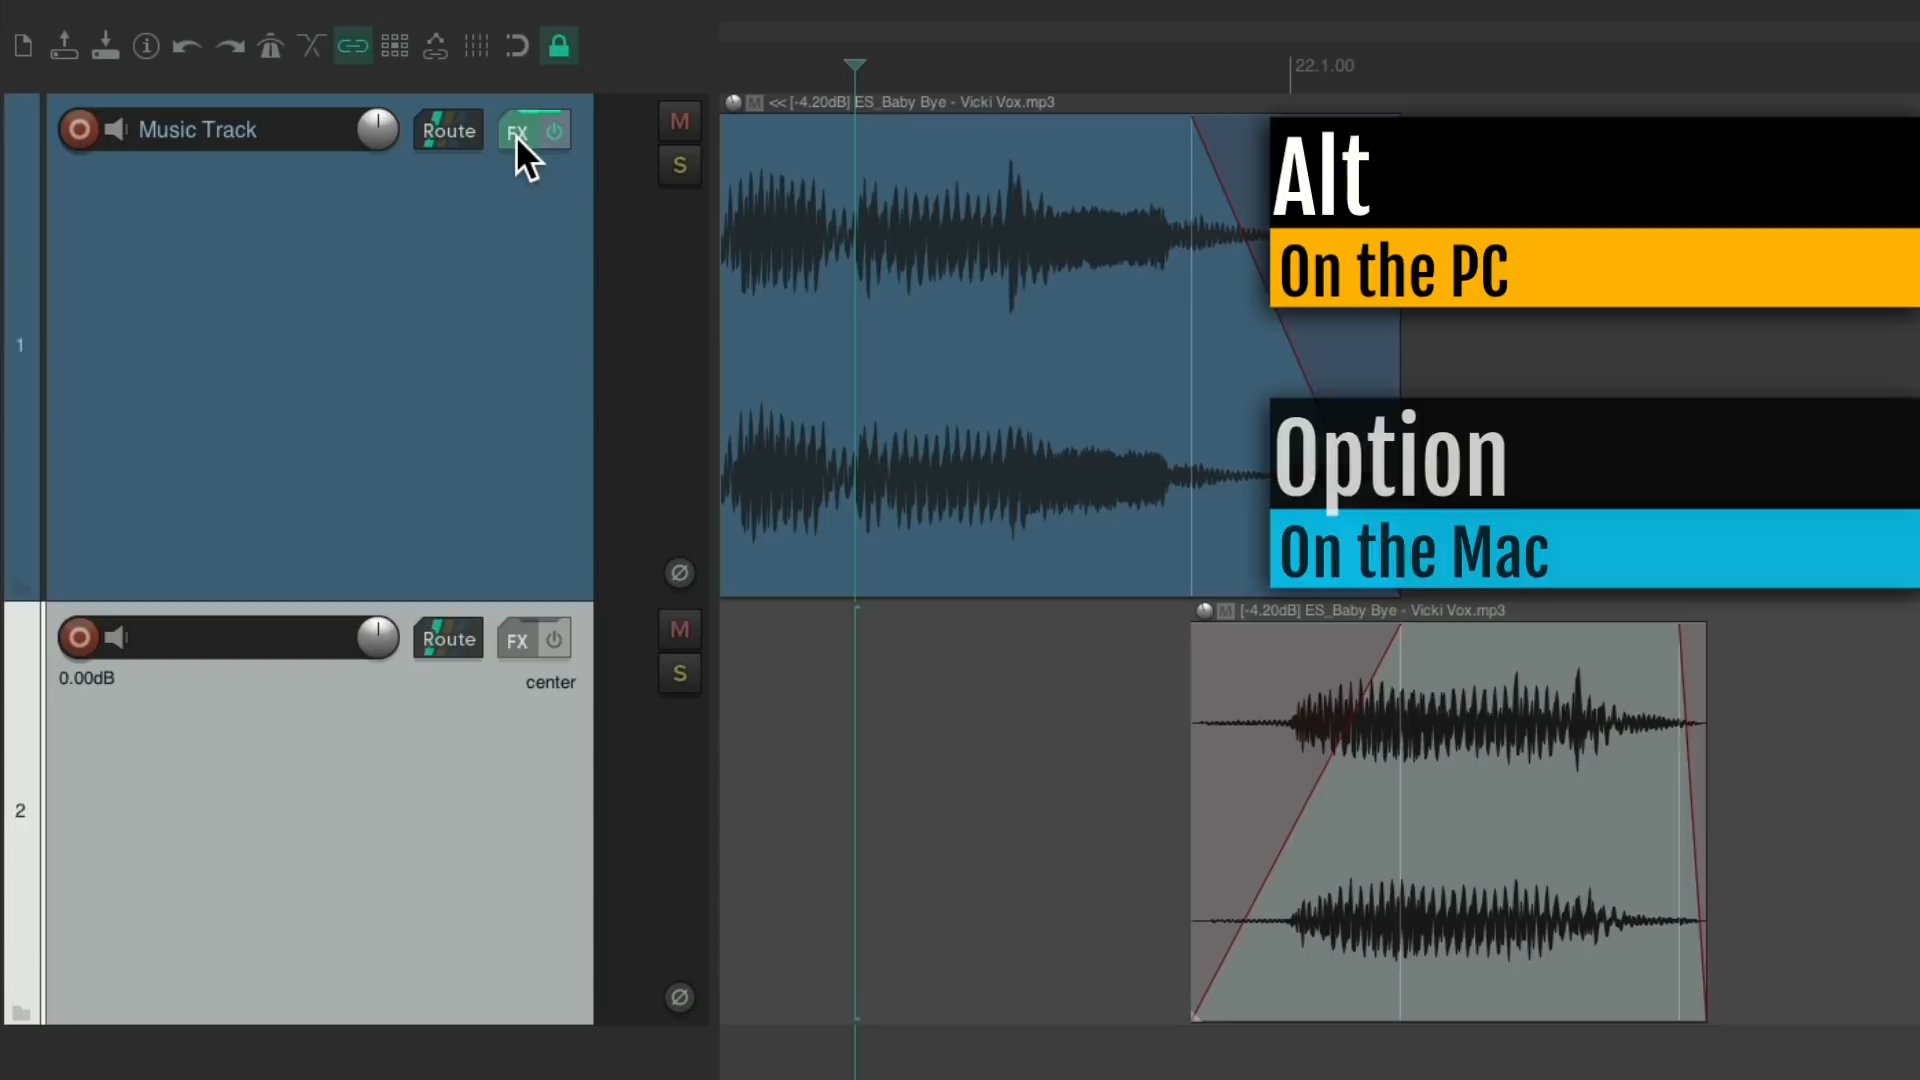 22.1.00
M << [-4.20dB] ES_Baby Bye - Vicki Vox.mp3
Music Track
Route
FX
M
S
Alt
On the PC
1
Option
On the Mac
M [-4.20dB] ES_Baby Bye - Vicki Vox.mp3
Route
FX
M
0.00dB
center
S
2